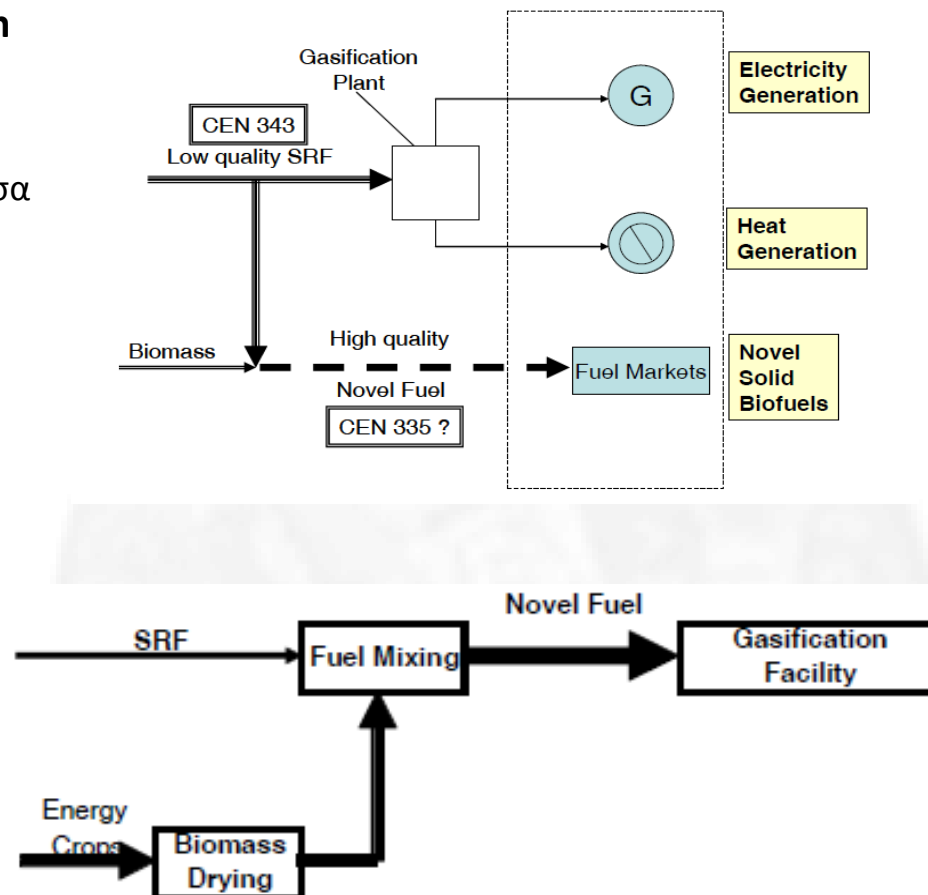 n
σα
Gasification
Plant
CEN 343
Low quality SRF
G
Electricity
Generation
Heat
Generation
Biomass
High quality
Novel Fuel
CEN 335 ?
Fuel Markets
Novel
Solid
Biofuels
Novel Fuel
SRF
Fuel Mixing
Gasification
Facility
Energy
Crops
Biomass
Drying